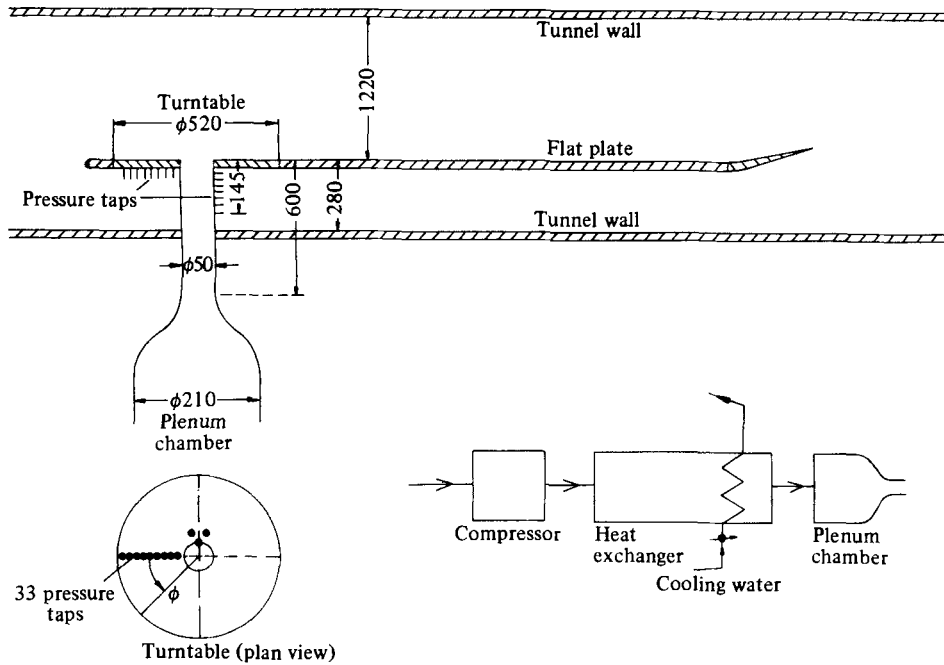 Tunnel wall
1220
Turntable
ϕ520
Flat plate
Pressure taps
145
600
280
Tunnel wall
ϕ50
ϕ210
Plenum
chamber
Compressor
Heat
exchanger
Plenum
chamber
Cooling water
33 pressure
taps
ϕ
Turntable (plan view)